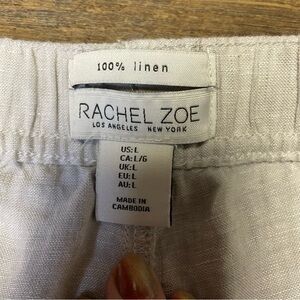 100% linen
RACHEL ZOE
LOS ANGELES NEW YORK
US: L
CA: L/G
UK: L
EU: L
AU: L
MADE IN
CAMBODIA